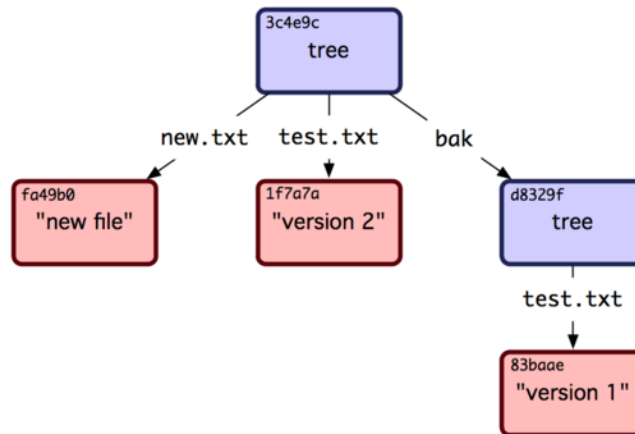 3c4e9c
tree
new.txt test.txt bak
fa49b0
"new file"
1f7a7a
"version 2"
d8329f
tree
test.txt
83baae
"version 1"